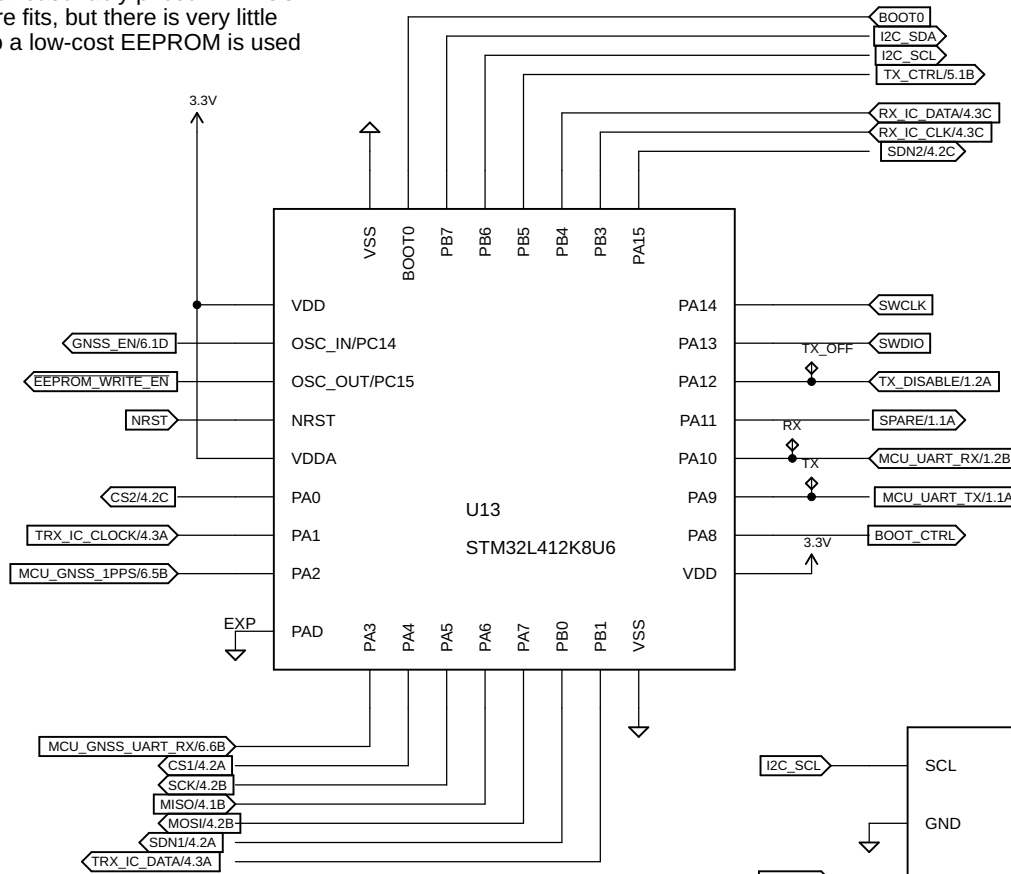 re fits, but there is very little
a low-cost EEPROM is used
3.3V
BOOT0
I2C_SDA
I2C_SCL
TX_CTRL/5.1B
RX_IC_DATA/4.3C
RX_IC_CLK/4.3C
SDN2/4.2C
VSS
BOOT0
PB7
PB6
PB5
PB4
PB3
PA15
VDD
PA14
SWCLK
GNSS_EN/6.1D
OSC_IN/PC14
PA13
SWDIO
TX_OFF
EEPROM_WRITE_EN
OSC_OUT/PC15
PA12
TX_DISABLE/1.2A
NRST
NRST
PA11
SPARE/1.1A
RX
VDDA
PA10
MCU_UART_RX/1.2B
TX
CS2/4.2C
PA0
PA9
MCU_UART_TX/1.1A
U13
TRX_IC_CLOCK/4.3A
PA1
STM32L412K8U6
PA8
BOOT_CTRL
3.3V
MCU_GNSS_1PPS/6.5B
PA2
VDD
EXP
PAD
PA3
PA4
PA5
PA6
PA7
PB0
PB1
VSS
MCU_GNSS_UART_RX/6.6B
CS1/4.2A
SCK/4.2B
MISO/4.1B
MOSI/4.2B
SDN1/4.2A
TRX_IC_DATA/4.3A
I2C_SCL
SCL
GND